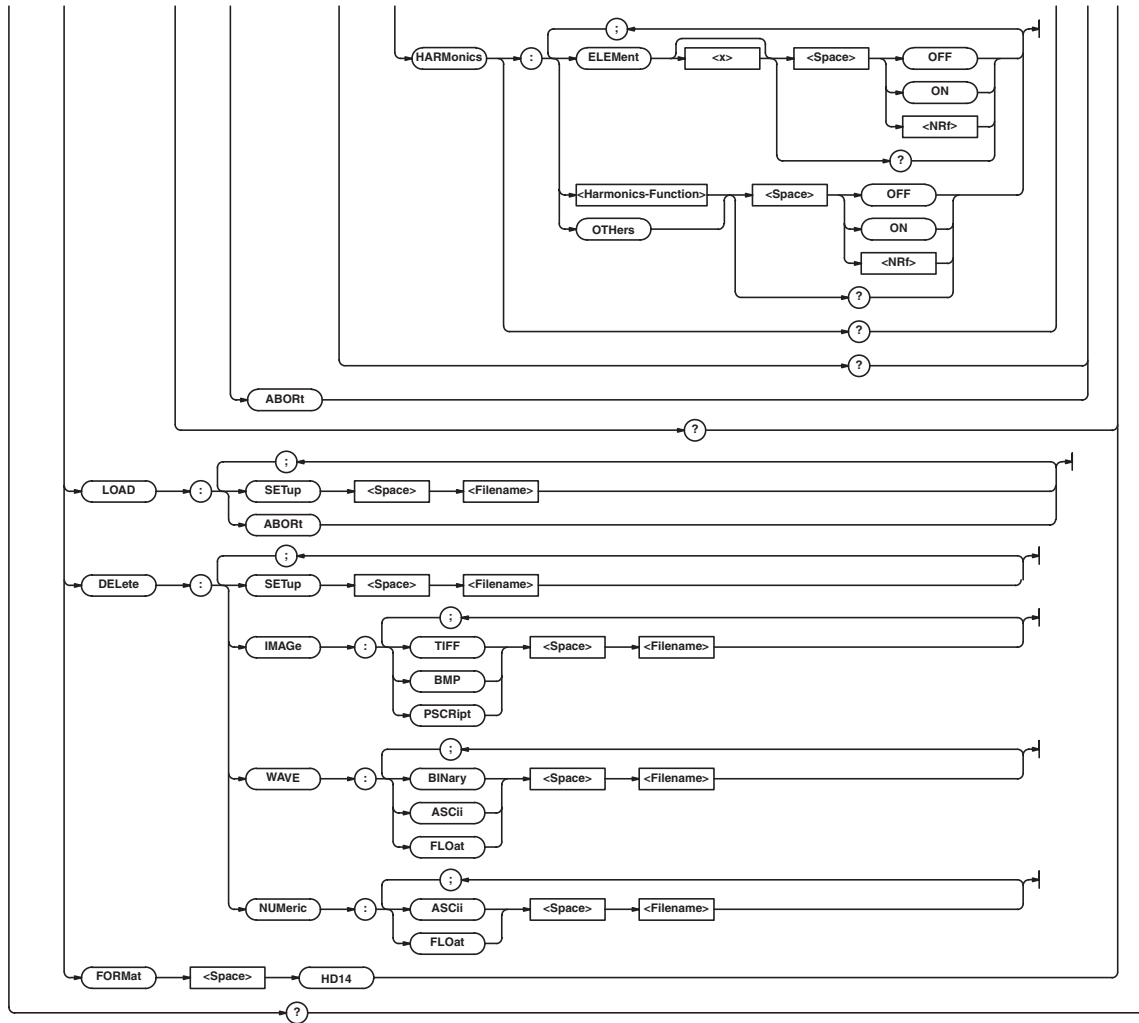 ;
HARMonics : ELEMent <x> <Space> OFF
ON
<NRf>
?
<Harmonics-Function> <Space> OFF
OTHers ON
<NRf>
?
?
?
ABORt
?
;
LOAD : SETup <Space> <Filename>
ABORt
;
DELete : SETup <Space> <Filename>
;
IMAGe : TIFF <Space> <Filename>
BMP
PSCRipt
;
WAVE : BINary <Space> <Filename>
ASCii
FLOat
;
NUMeric : ASCii <Space> <Filename>
FLOat
FORMat <Space> HD14
?